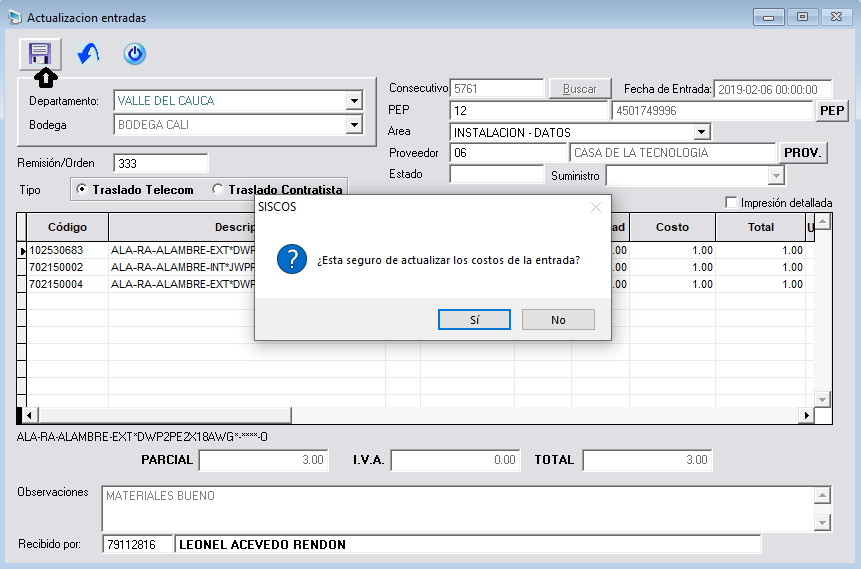 Actualizacion entradas
Departamento: VALLE DEL CAUCA
Bodega BODEGA CALI
Consecutivo 5761 Buscar Fecha de Entrada: 2019-02-06 00:00:00
PEP 12 4501749996 PEP
Area INSTALACION - DATOS
Proveedor 06 CASA DE LA TECNOLOGIA PROV.
Estado Suministro
Remisión/Orden 333
Tipo Traslado Telecom Traslado Contratista
Impresión detallada
Código Descrip ad Costo Total U
102530683 ALA-RA-ALAMBRE-EXT*DWP .00 1.00 1.00
702150002 ALA-RA-ALAMBRE-INT*JWPF .00 1.00 1.00
702150004 ALA-RA-ALAMBRE-EXT*DWP .00 1.00 1.00
SISCOS
¿Esta seguro de actualizar los costos de la entrada?
Sí No
ALA-RA-ALAMBRE-EXT*DWP2PE2X18AWG*-****-O
PARCIAL 3.00 I.V.A. 0.00 TOTAL 3.00
Observaciones MATERIALES BUENO
Recibido por: 79112816 LEONEL ACEVEDO RENDON